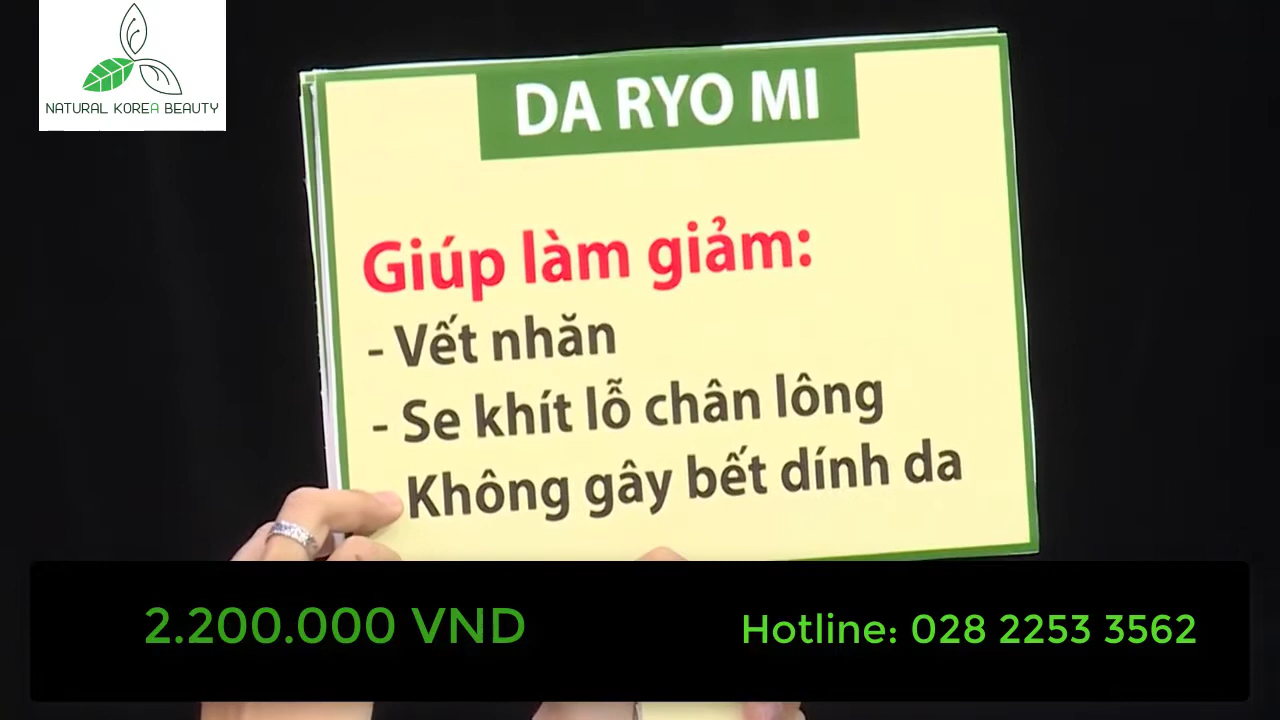 NATURAL KOREA BEAUTY
DA RYO MI
Giúp làm giảm:
- Vết nhăn
- Se khít lỗ chân lông
Không gây bết dính da
2.200.000 VND
Hotline: 028 2253 3562